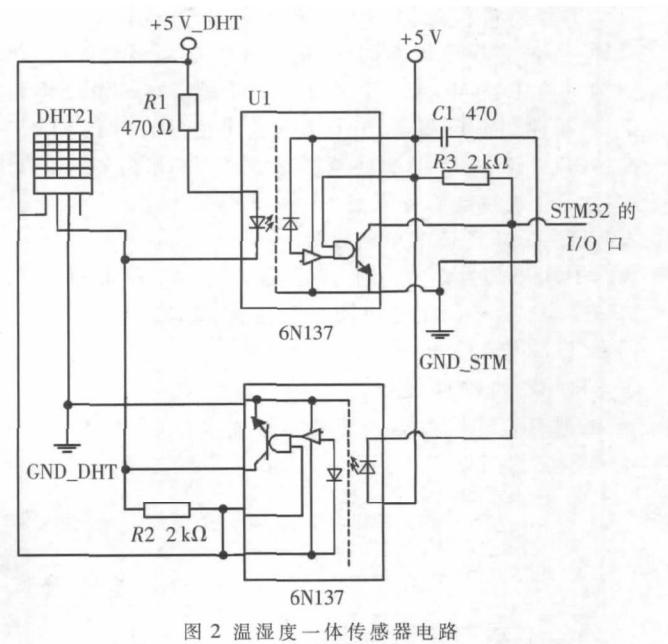 +5 V_DHT
+5 V
DHT21
R1
470 Ω
U1
C1 470
R3 2 kΩ
STM32 的
I/O 口
6N137
GND_STM
GND_DHT
R2 2 kΩ
6N137
图 2 温湿度一体传感器电路